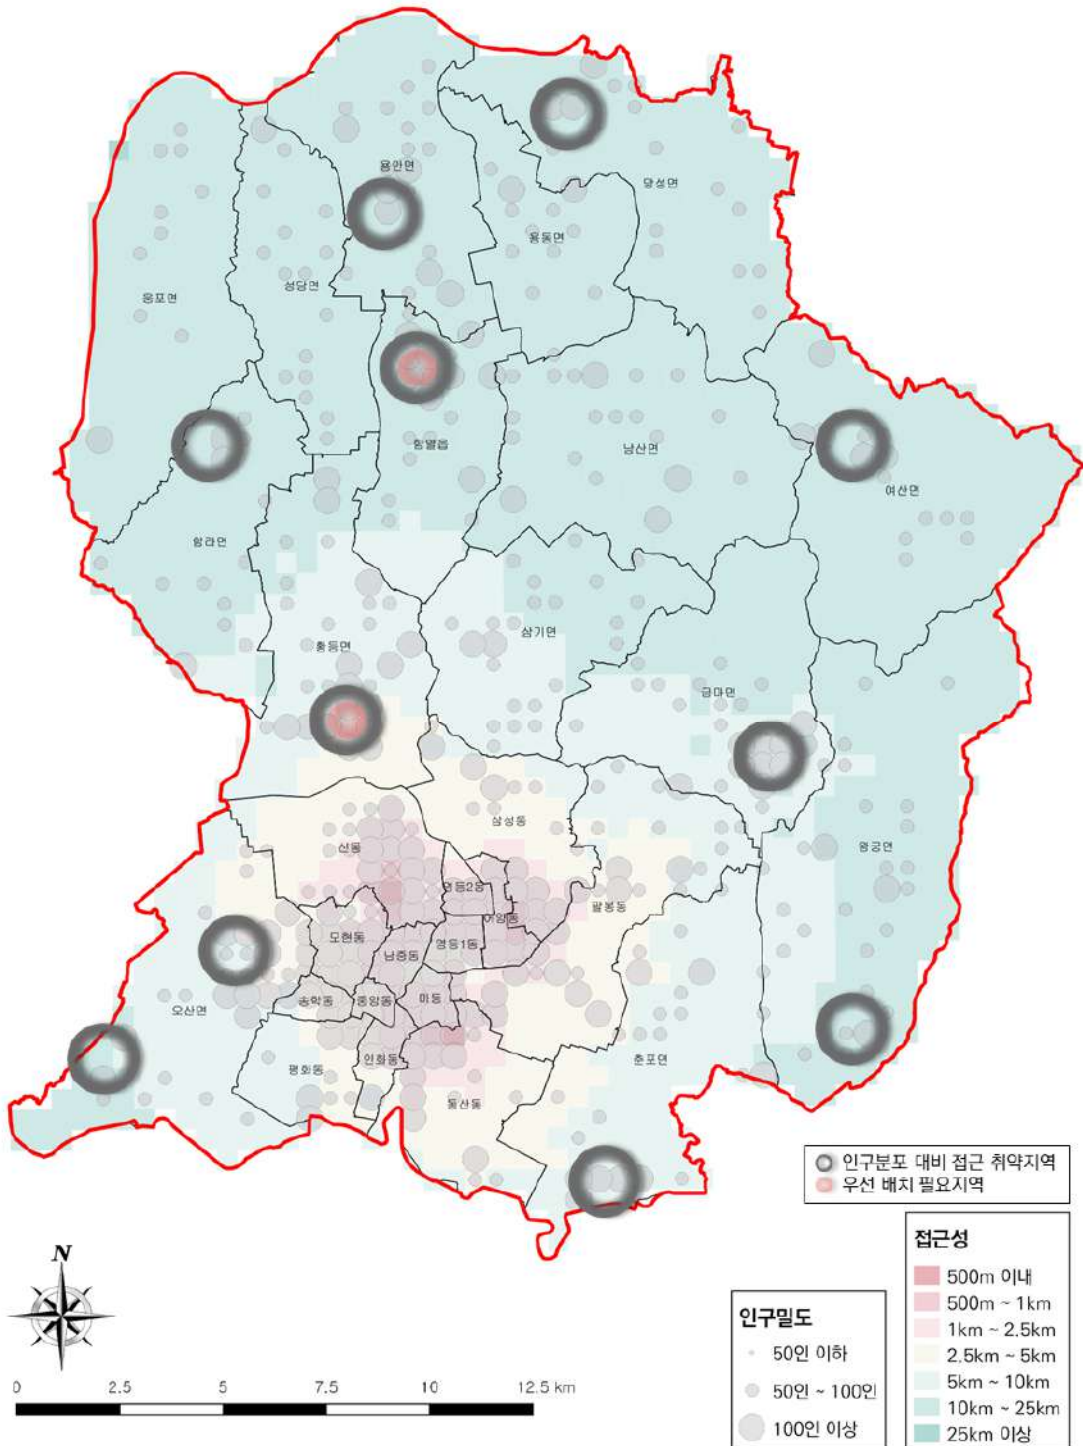 용안면
망성면
용동면
성당면
웅포면
함열읍
낭산면
여산면
함라면
삼기면
황등면
금마면
삼성동
신동
왕궁면
영등2동
팔봉동
어양동
모현동
영등1동
남중동
송학동
중앙동
마동
오산면
인화동
춘포면
평화동
동산동
인구분포 대비 접근 취약지역
우선 배치 필요지역
접근성
500m 이내
500m ~ 1km
1km ~ 2.5km
2.5km ~ 5km
5km ~ 10km
10km ~ 25km
25km 이상
인구밀도
50인 이하
50인 ~ 100인
100인 이상
N
0 2.5 5 7.5 10 12.5 km